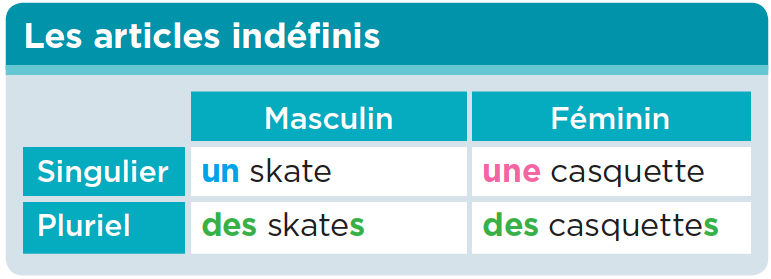 Les articles indéfinis
Masculin Féminin
Singulier un skate une casquette
Pluriel des skates des casquettes